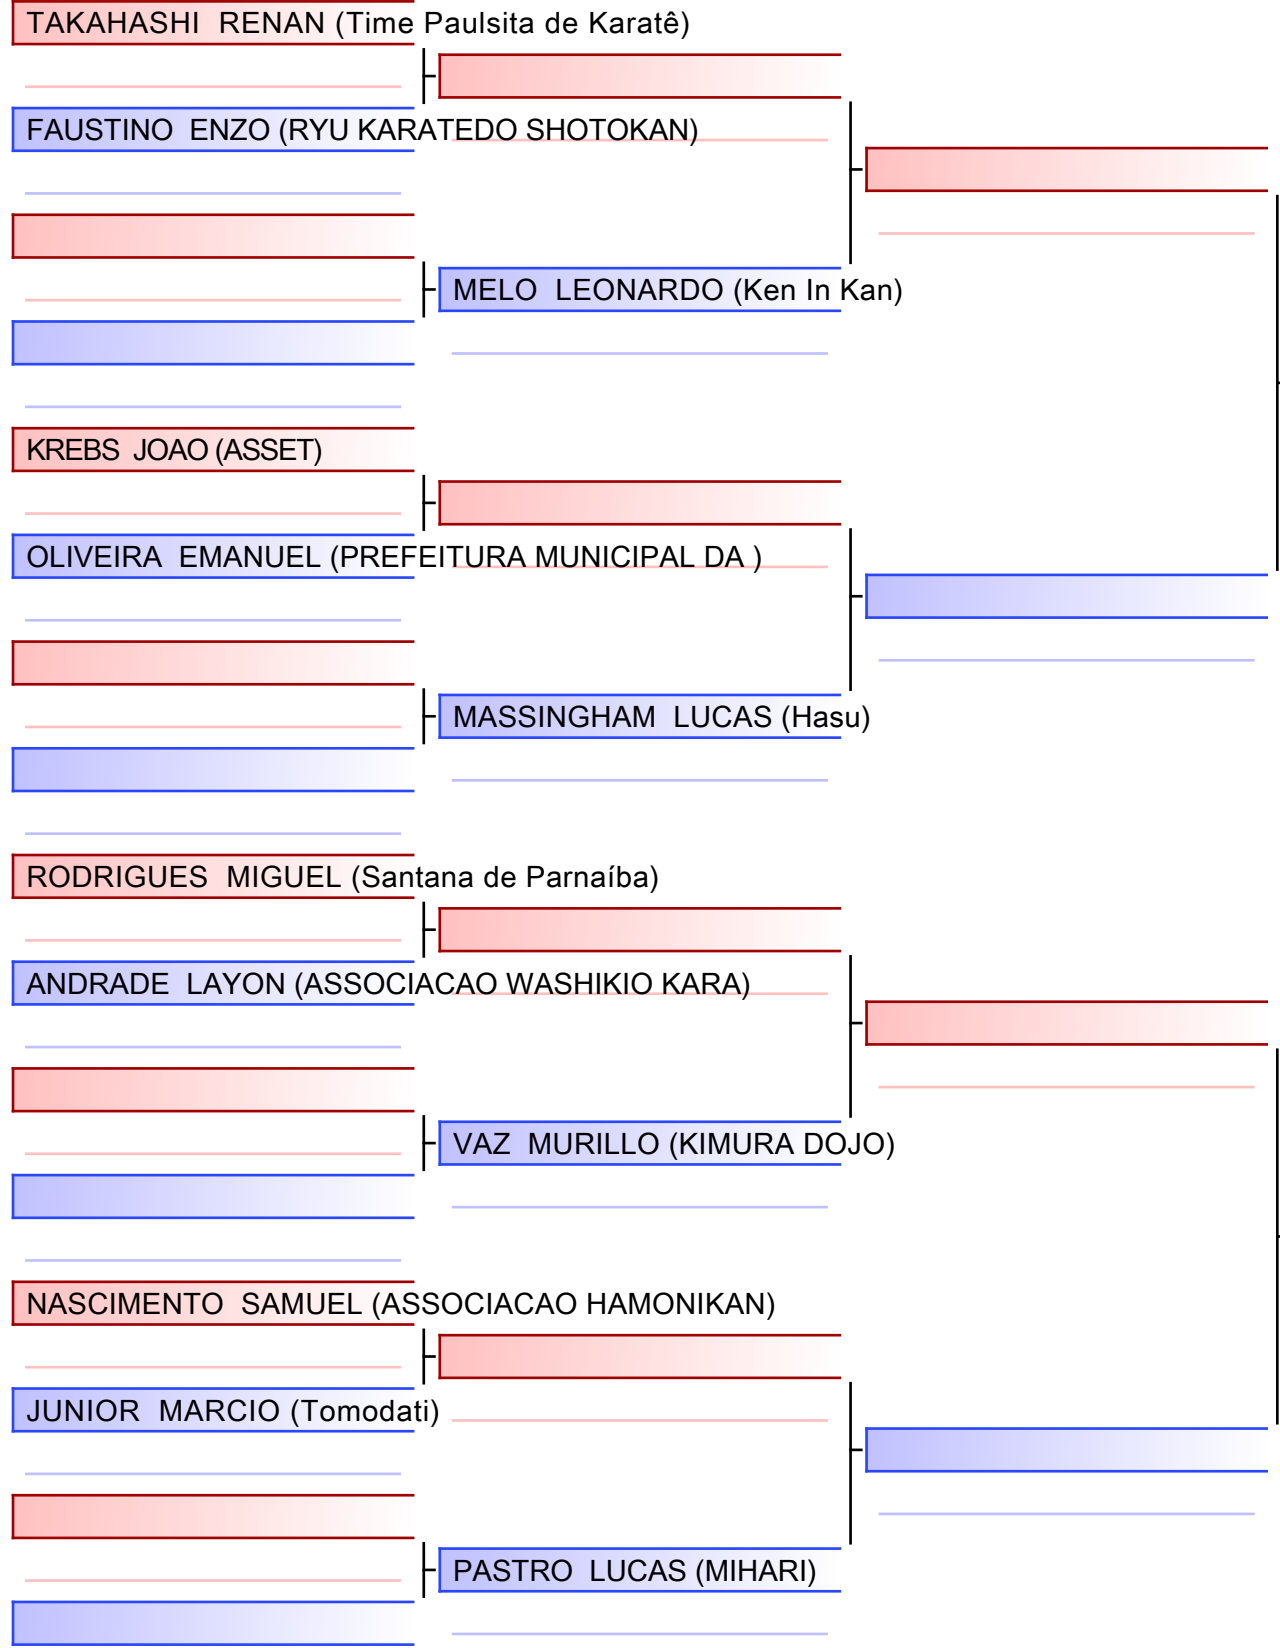 TAKAHASHI RENAN (Time Paulsita de Karatê)
FAUSTINO ENZO (RYU KARATEDO SHOTOKAN)
MELO LEONARDO (Ken In Kan)
KREBS JOAO (ASSET)
OLIVEIRA EMANUEL (PREFEITURA MUNICIPAL DA )
MASSINGHAM LUCAS (Hasu)
RODRIGUES MIGUEL (Santana de Parnaíba)
ANDRADE LAYON (ASSOCIACAO WASHIKIO KARA)
VAZ MURILLO (KIMURA DOJO)
NASCIMENTO SAMUEL (ASSOCIACAO HAMONIKAN)
JUNIOR MARCIO (Tomodati)
PASTRO LUCAS (MIHARI)